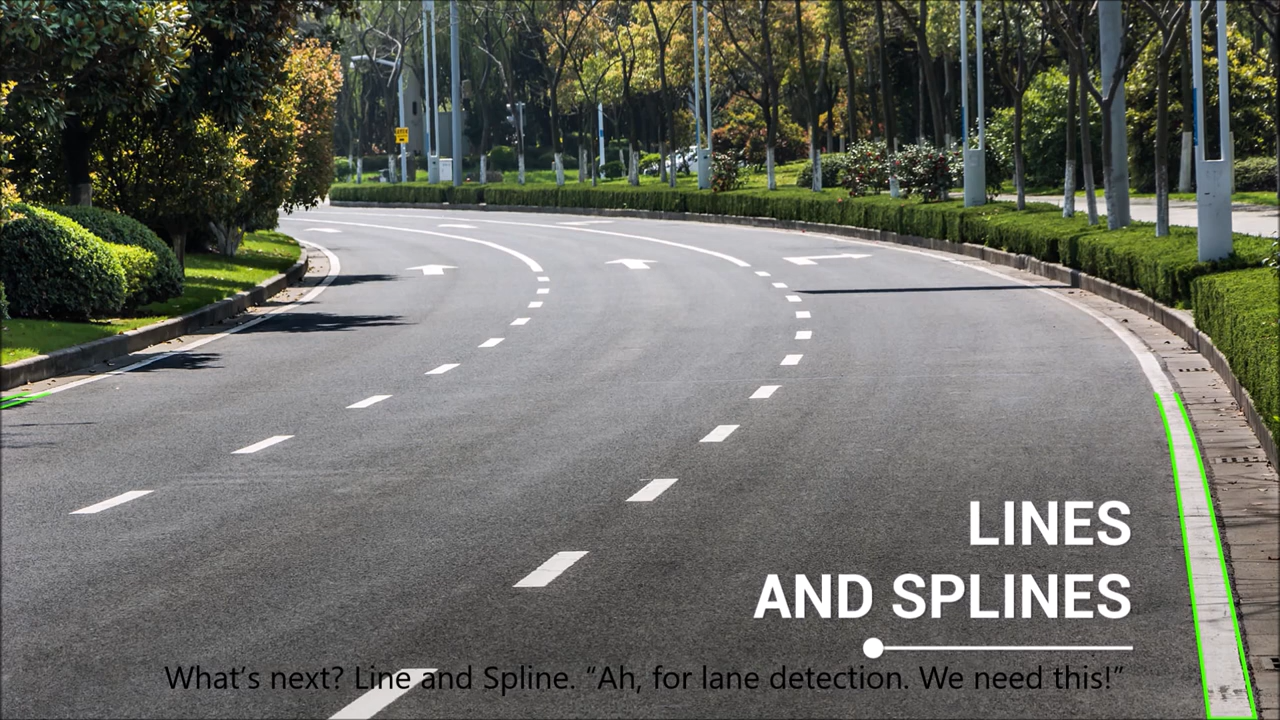 LINES
AND SPLINES
What’s next? Line and Spline. “Ah, for lane detection. We need this!”